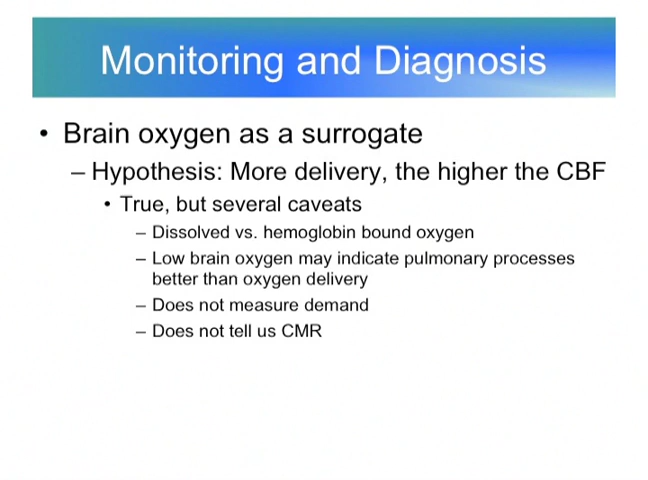 Monitoring and Diagnosis
• Brain oxygen as a surrogate
– Hypothesis: More delivery, the higher the CBF
• True, but several caveats
– Dissolved vs. hemoglobin bound oxygen
– Low brain oxygen may indicate pulmonary processes
better than oxygen delivery
– Does not measure demand
– Does not tell us CMR